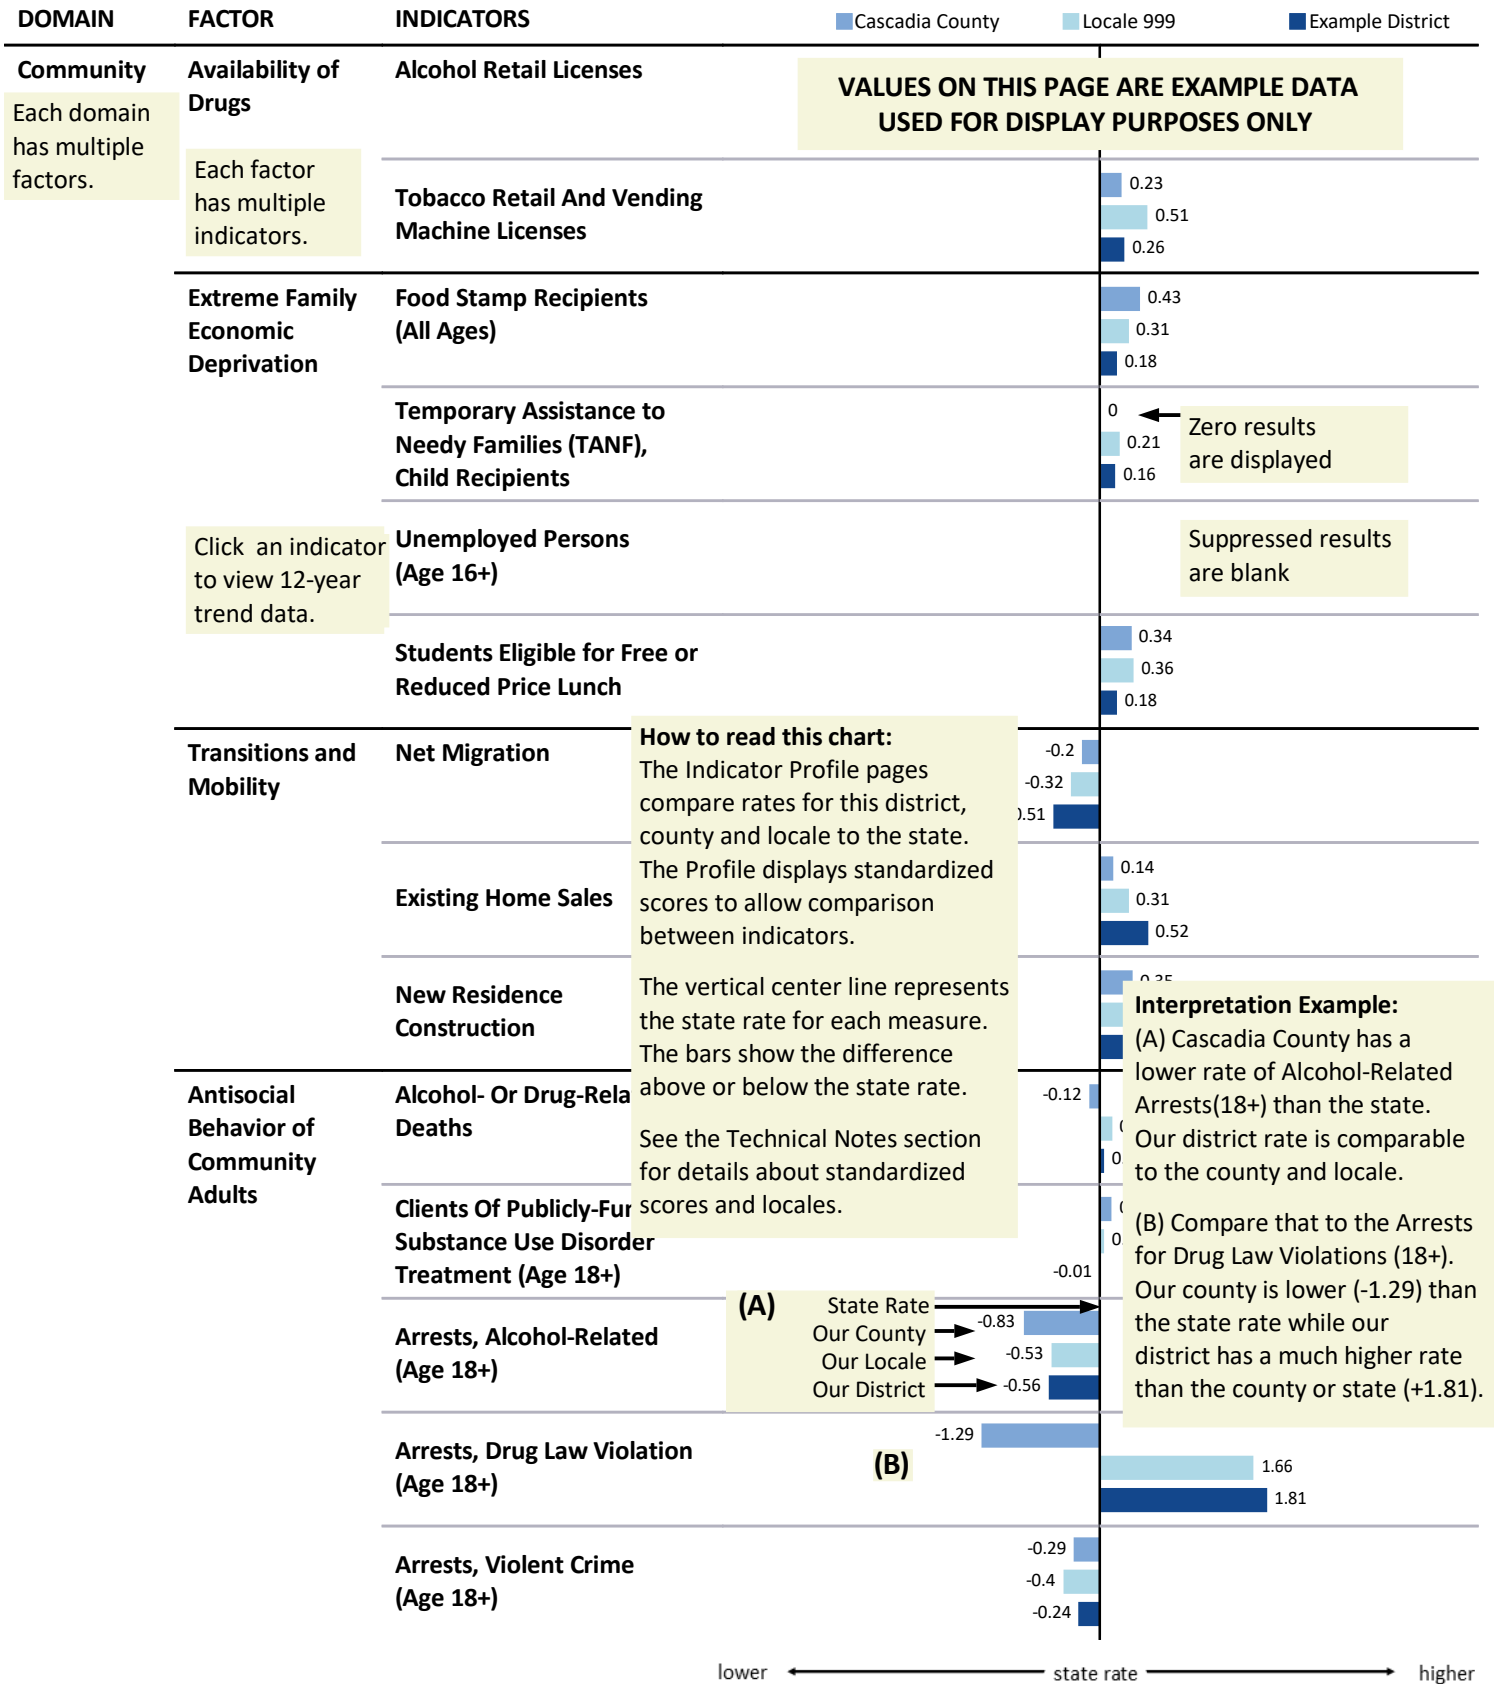 DOMAIN FACTOR INDICATORS Cascadia County Locale 999 Example District
Community
Each domain
has multiple
factors.
Availability of
Drugs
Each factor
has multiple
indicators.
Alcohol Retail Licenses
VALUES ON THIS PAGE ARE EXAMPLE DATA
USED FOR DISPLAY PURPOSES ONLY
Tobacco Retail And Vending
Machine Licenses
0.23
0.51
0.26
Extreme Family
Economic
Deprivation
Food Stamp Recipients
(All Ages)
0.43
0.31
0.18
Temporary Assistance to
Needy Families (TANF),
Child Recipients
0
0.21
0.16
Zero results
are displayed
Click an indicator
to view 12-year
trend data.
Unemployed Persons
(Age 16+)
Suppressed results
are blank
Students Eligible for Free or
Reduced Price Lunch
0.34
0.36
0.18
Transitions and
Mobility
Net Migration
-0.2
-0.32
.51
How to read this chart:
The Indicator Profile pages
compare rates for this district,
county and locale to the state.
The Profile displays standardized
scores to allow comparison
between indicators.
The vertical center line represents
the state rate for each measure.
The bars show the difference
above or below the state rate.
See the Technical Notes section
for details about standardized
scores and locales.
Existing Home Sales
0.14
0.31
0.52
New Residence
Construction
0.35
Interpretation Example:
(A) Cascadia County has a
lower rate of Alcohol-Related
Arrests(18+) than the state.
Our district rate is comparable
to the county and locale.
(B) Compare that to the Arrests
for Drug Law Violations (18+).
Our county is lower (-1.29) than
the state rate while our
district has a much higher rate
than the county or state (+1.81).
Antisocial
Behavior of
Community
Adults
Alcohol- Or Drug-Rela
Deaths
-0.12
0.
Clients Of Publicly-Fun
Substance Use Disorder
Treatment (Age 18+)
0.
-0.01
Arrests, Alcohol-Related
(Age 18+)
(A)
State Rate
Our County
Our Locale
Our District
-0.83
-0.53
-0.56
Arrests, Drug Law Violation
(Age 18+)
(B)
-1.29
1.66
1.81
Arrests, Violent Crime
(Age 18+)
-0.29
-0.4
-0.24
lower state rate higher